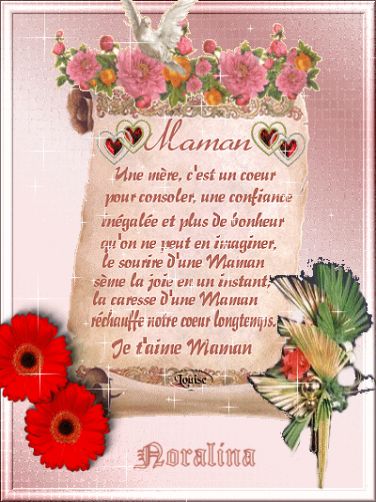 Maman
Une mère, c'est un coeur
pour consoler, une confiance
inégalée et plus de bonheur
qu'on ne peut en imaginer,
le sourire d'une Maman
sème la joie en un instant,
la caresse d'une Maman
réchauffe notre coeur longtemps.
Je t'aime Maman
Louise
Noralina